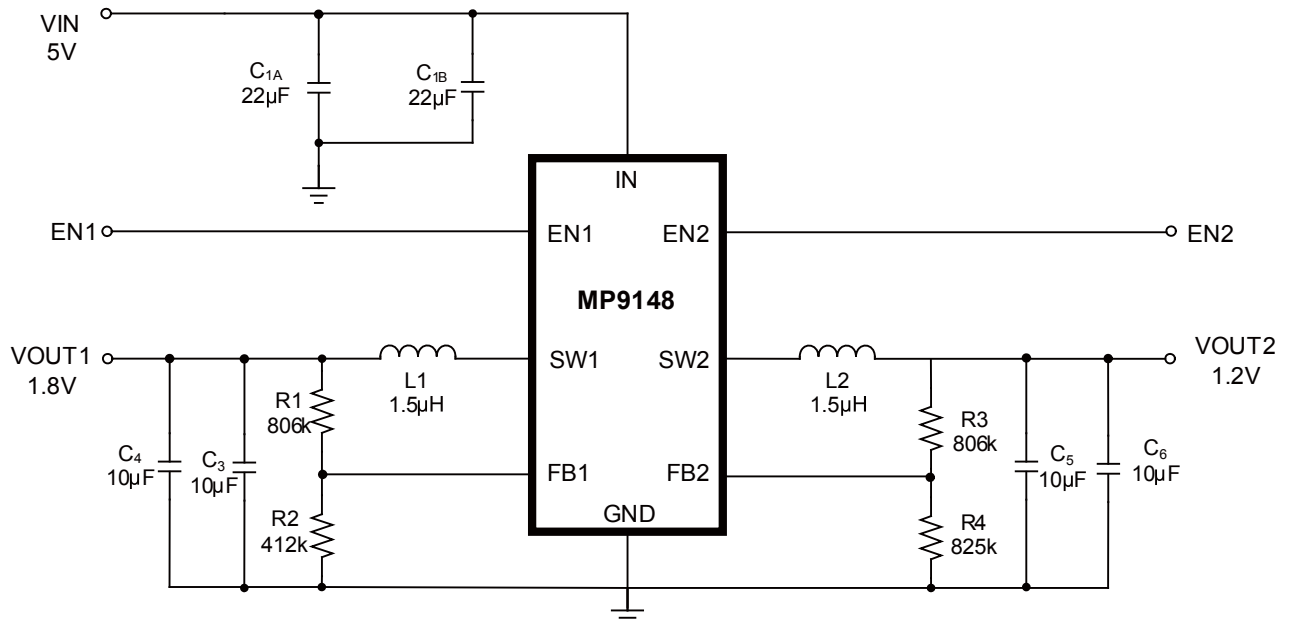 VIN
5V
C1A
22µF
C1B
22µF
IN
EN1
EN1
EN2
EN2
MP9148
VOUT1
1.8V
SW1
SW2
VOUT2
1.2V
L1
1.5µH
L2
1.5µH
R1
806k
R3
806k
C4
10µF
C3
10µF
FB1
FB2
C5
10µF
C6
10µF
R2
412k
GND
R4
825k